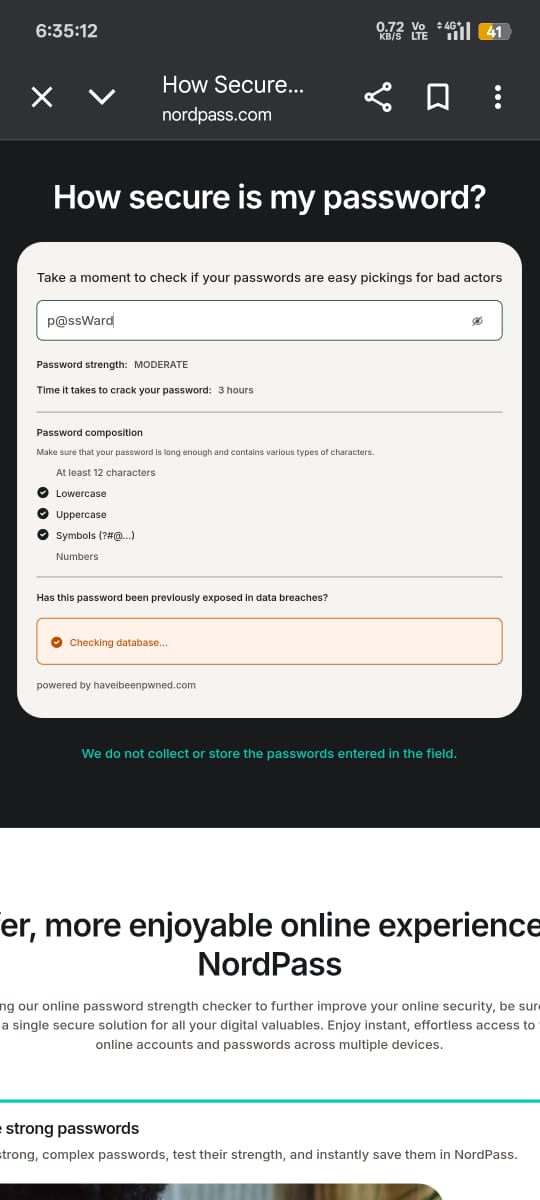 6:35:12
0.72 KB/S Vo LTE 4G+ 41
How Secure...
nordpass.com
How secure is my password?
Take a moment to check if your passwords are easy pickings for bad actors
p@ssWard
Password strength: MODERATE
Time it takes to crack your password: 3 hours
Password composition
Make sure that your password is long enough and contains various types of characters.
At least 12 characters
Lowercase
Uppercase
Symbols (?#@...)
Numbers
Has this password been previously exposed in data breaches?
Checking database...
powered by haveibeenpwned.com
We do not collect or store the passwords entered in the field.
er, more enjoyable online experience
NordPass
ng our online password strength checker to further improve your online security, be sur
a single secure solution for all your digital valuables. Enjoy instant, effortless access to
online accounts and passwords across multiple devices.
strong passwords
strong, complex passwords, test their strength, and instantly save them in NordPass.